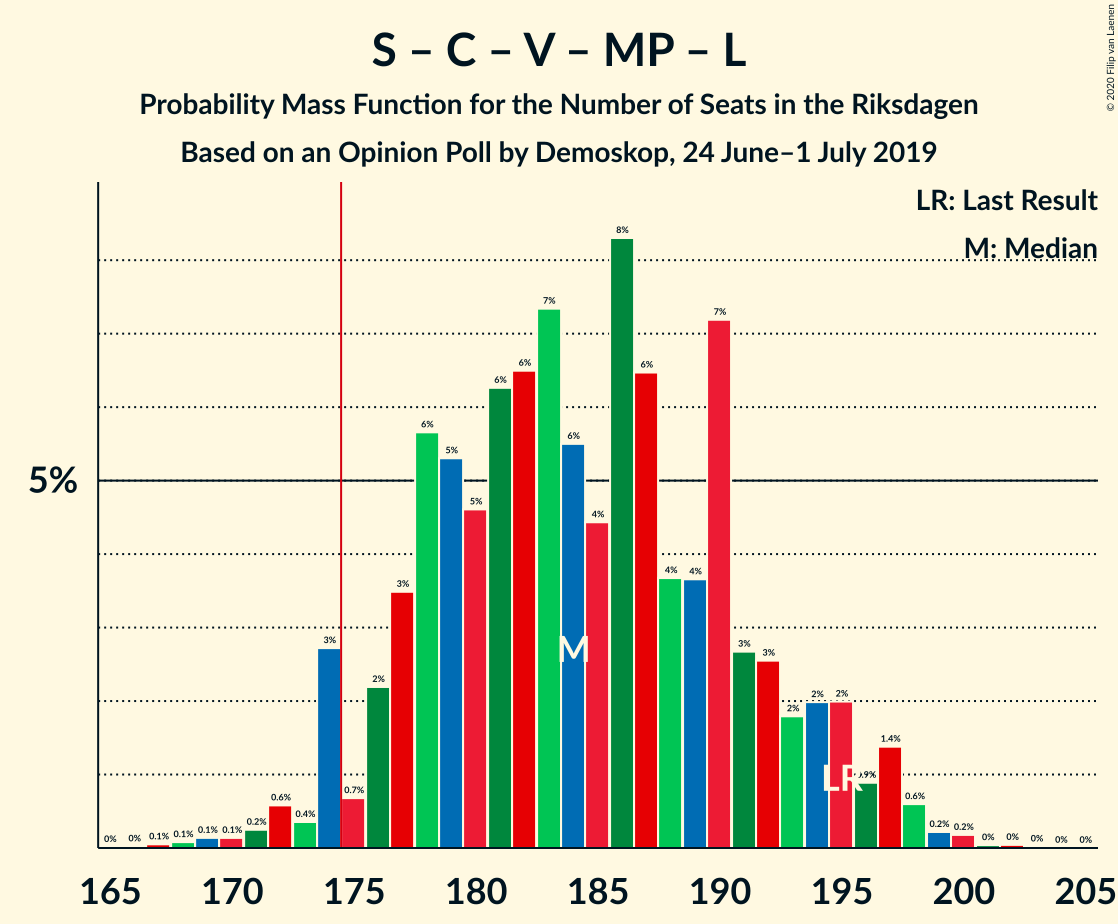 S – C – V – MP – L
Probability Mass Function for the Number of Seats in the Riksdagen
Based on an Opinion Poll by Demoskop, 24 June–1 July 2019
© 2020 Filip van Laenen
LR: Last Result
M: Median
5%
0% 0% 0.1% 0.1% 0.1% 0.1% 0.2% 0.6% 0.4% 3% 0.7% 2% 3% 6% 5% 5% 6% 6% 7% 6% 4% 8% 6% 4% 4% 7% 3% 3% 2% 2% 2% 0.9% 1.4% 0.6% 0.2% 0.2% 0% 0% 0% 0% 0%
M
LR
165 170 175 180 185 190 195 200 205